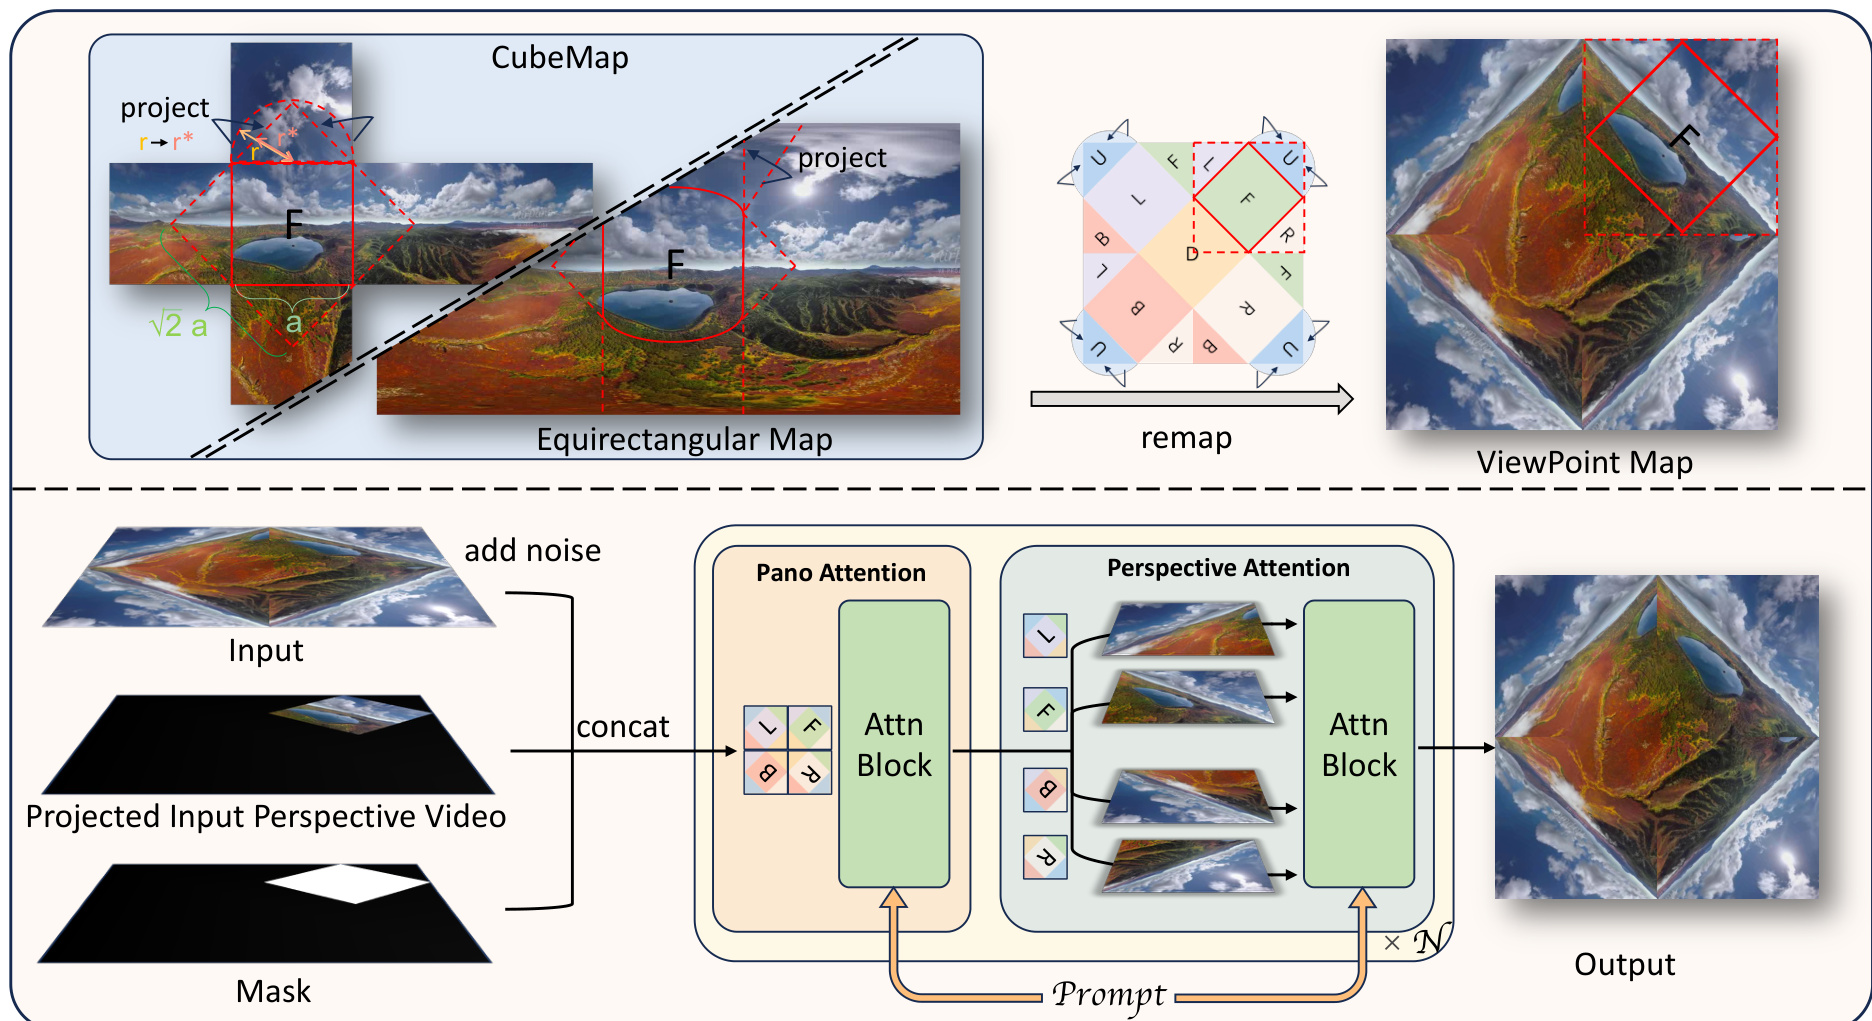 CubeMap
project
r→r*
r*
r
F
√2 a
a
project
F
Equirectangular Map
U
F
L
U
L
F
B
R
D
L
F
B
R
U
R
B
U
remap
F
ViewPoint Map
add noise
Input
concat
Projected Input Perspective Video
Mask
Pano Attention
L
F
B
R
Attn
Block
Perspective Attention
L
F
B
R
Attn
Block
× N
Prompt
Output